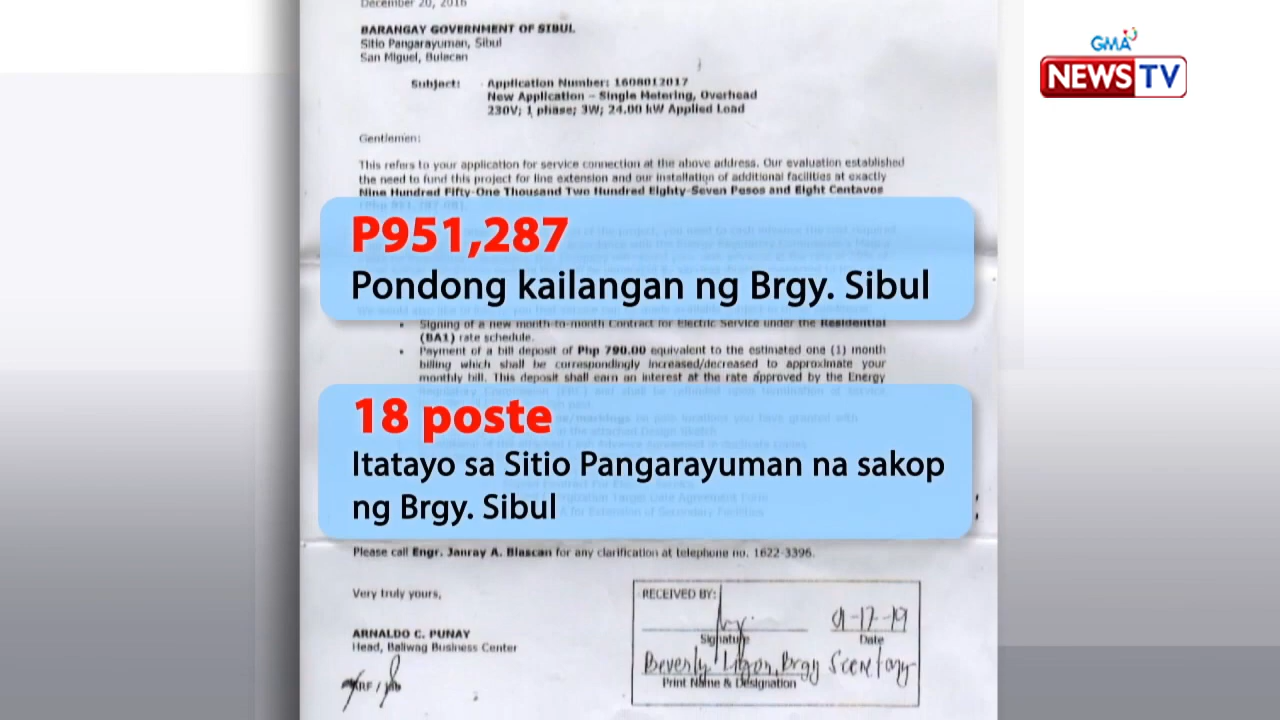 December 20, 2016
GMA
NEWS TV
BARANGAY GOVERNMENT OF SIBUL
Sitio Pangarayuman, Sibul
San Miguel, Bulacan
Subject: Application Number: 1608012017
New Application – Single Metering, Overhead
230V; 1 phase; 3W; 24.00 kW Applied Load
Gentlemen:
This refers to your application for service connection at the above address. Our evaluation established
the need to fund this project for line extension and our installation of additional facilities at exactly
Nine Hundred Fifty-One Thousand Two Hundred Eighty-Seven Pesos and Eight Centavos
P951,287
Pondong kailangan ng Brgy. Sibul
• Signing of a new month-to-month Contract for Electric Service under the Residential
(BA1) rate schedule.
• Payment of a bill deposit of Php 790.00 equivalent to the estimated one (1) month
billing which shall be correspondingly increased/decreased to approximate your
monthly bill. This deposit shall earn an interest at the rate approved by the Energy
18 poste
Itatayo sa Sitio Pangarayuman na sakop
ng Brgy. Sibul
Please call Engr. Janray A. Blascan for any clarification at telephone no. 1622-3396.
Very truly yours,
ARNALDO C. PUNAY
Head, Baliwag Business Center
RECEIVED BY:
01-17-19
Signature Date
Beverly Brgy Secretary
Print Name & Designation